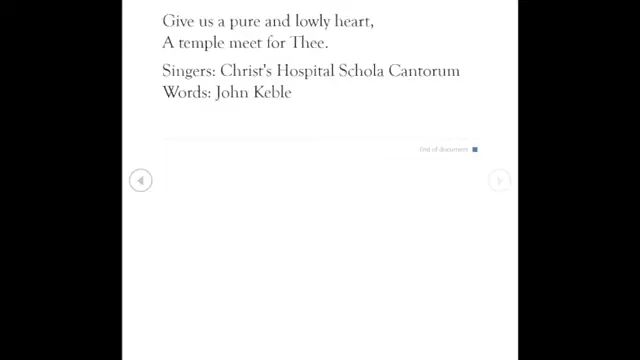 Give us a pure and lowly heart,
A temple meet for Thee.
Singers: Christ's Hospital Schola Cantorum
Words: John Keble
End of document